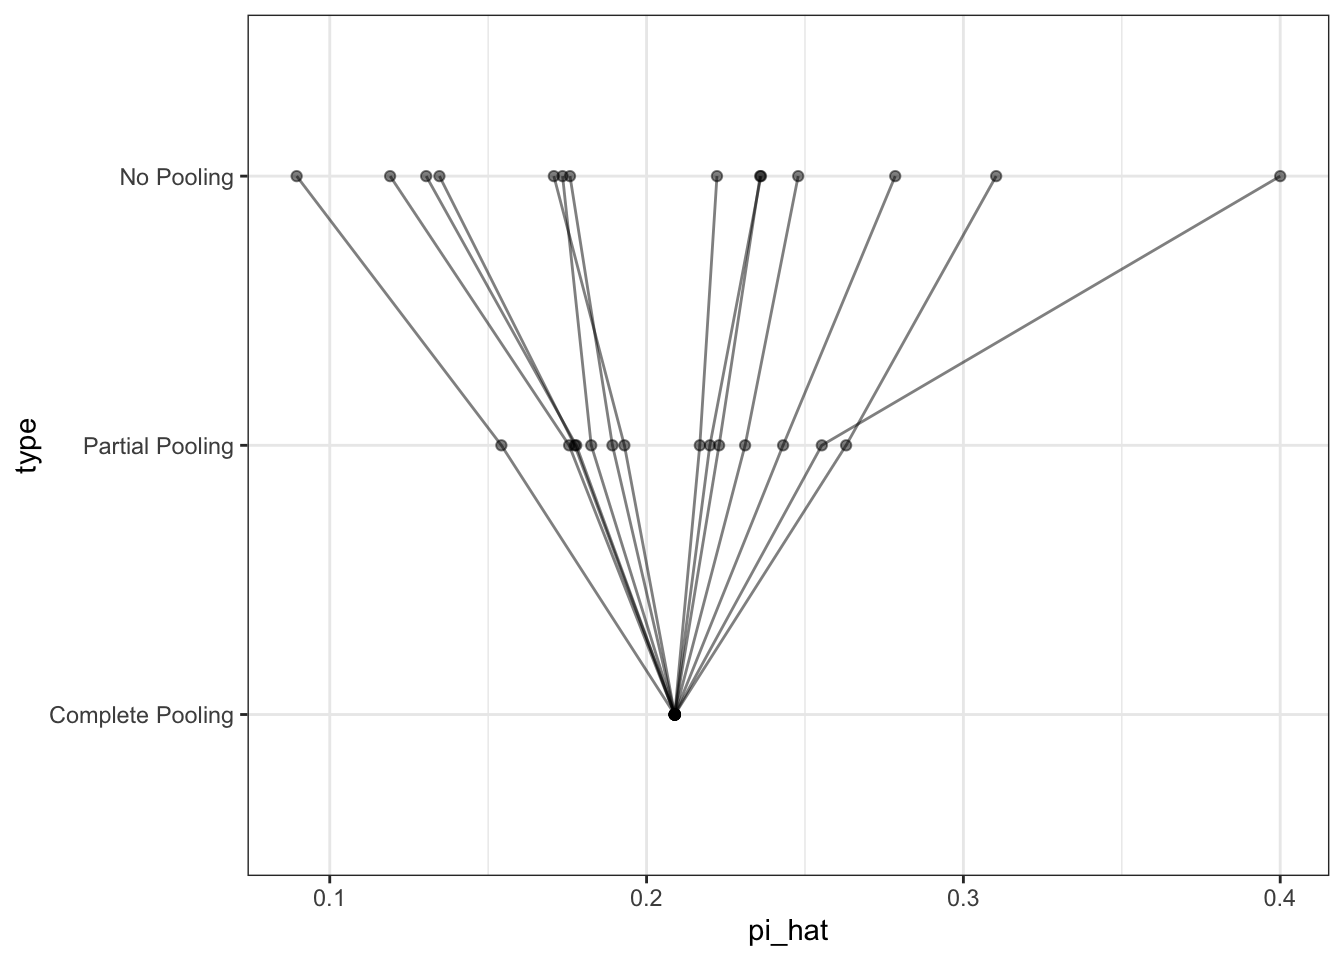 No Pooling
Partial Pooling
Complete Pooling
type
0.1
0.2
0.3
0.4
pi_hat